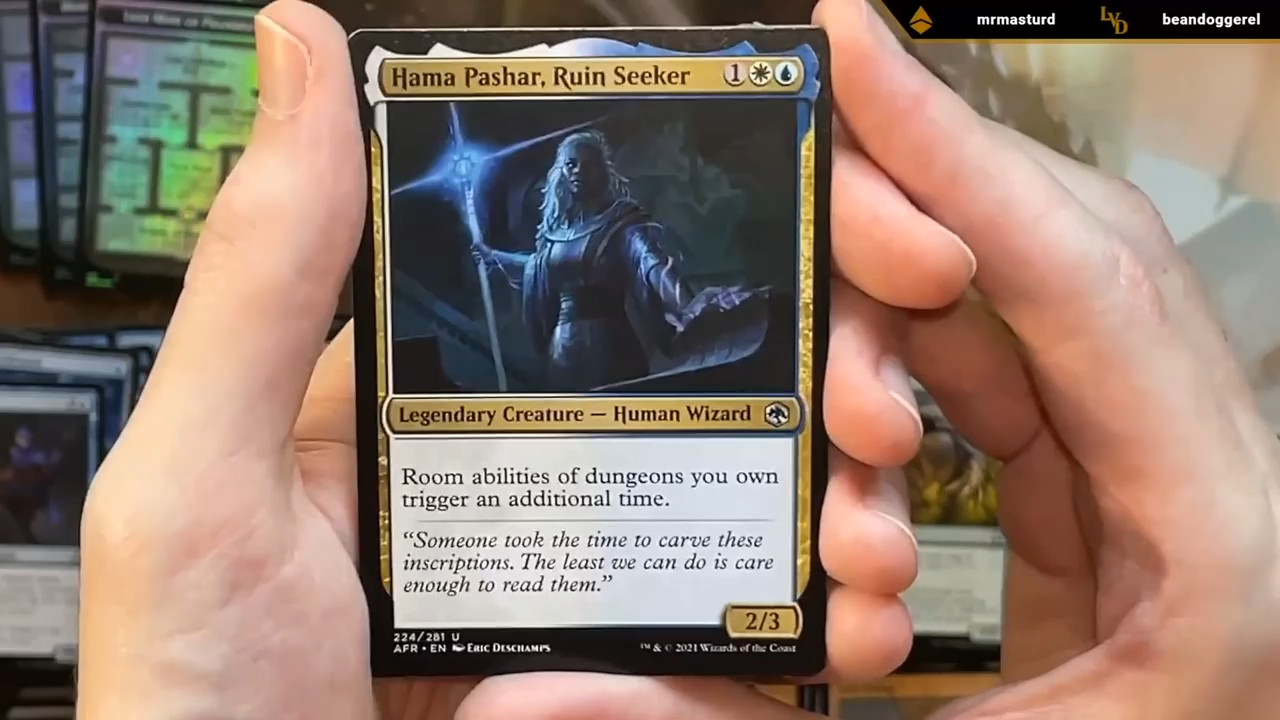 mrmasturd
LVD
beandoggerel
Hama Pashar, Ruin Seeker
1
Legendary Creature — Human Wizard
Room abilities of dungeons you own
trigger an additional time.
“Someone took the time to carve these
inscriptions. The least we can do is care
enough to read them.”
2/3
224/281 U
AFR • EN ERIC DESCHAMPS
™ & © 2021 Wizards of the Coast